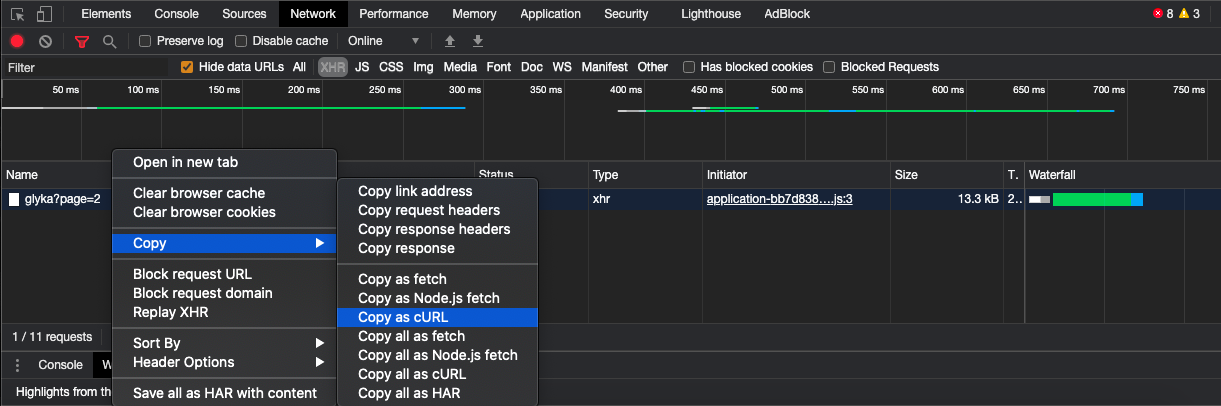 Elements Console Sources Network Performance Memory Application Security Lighthouse AdBlock 8 3
Preserve log Disable cache Online
Filter Hide data URLs All XHR JS CSS Img Media Font Doc WS Manifest Other Has blocked cookies Blocked Requests
50 ms 100 ms 150 ms 200 ms 250 ms 300 ms 350 ms 400 ms 450 ms 500 ms 550 ms 600 ms 650 ms 700 ms 750 ms
Name Status Type Initiator Size T. Waterfall
glyka?page=2 xhr application-bb7d838….js:3 13.3 kB 2..
Open in new tab
Clear browser cache
Clear browser cookies
Copy
Block request URL
Block request domain
Replay XHR
Sort By
Header Options
Save all as HAR with content
Copy link address
Copy request headers
Copy response headers
Copy response
Copy as fetch
Copy as Node.js fetch
Copy as cURL
Copy all as fetch
Copy all as Node.js fetch
Copy all as cURL
Copy all as HAR
1 / 11 requests
Console W
Highlights from th